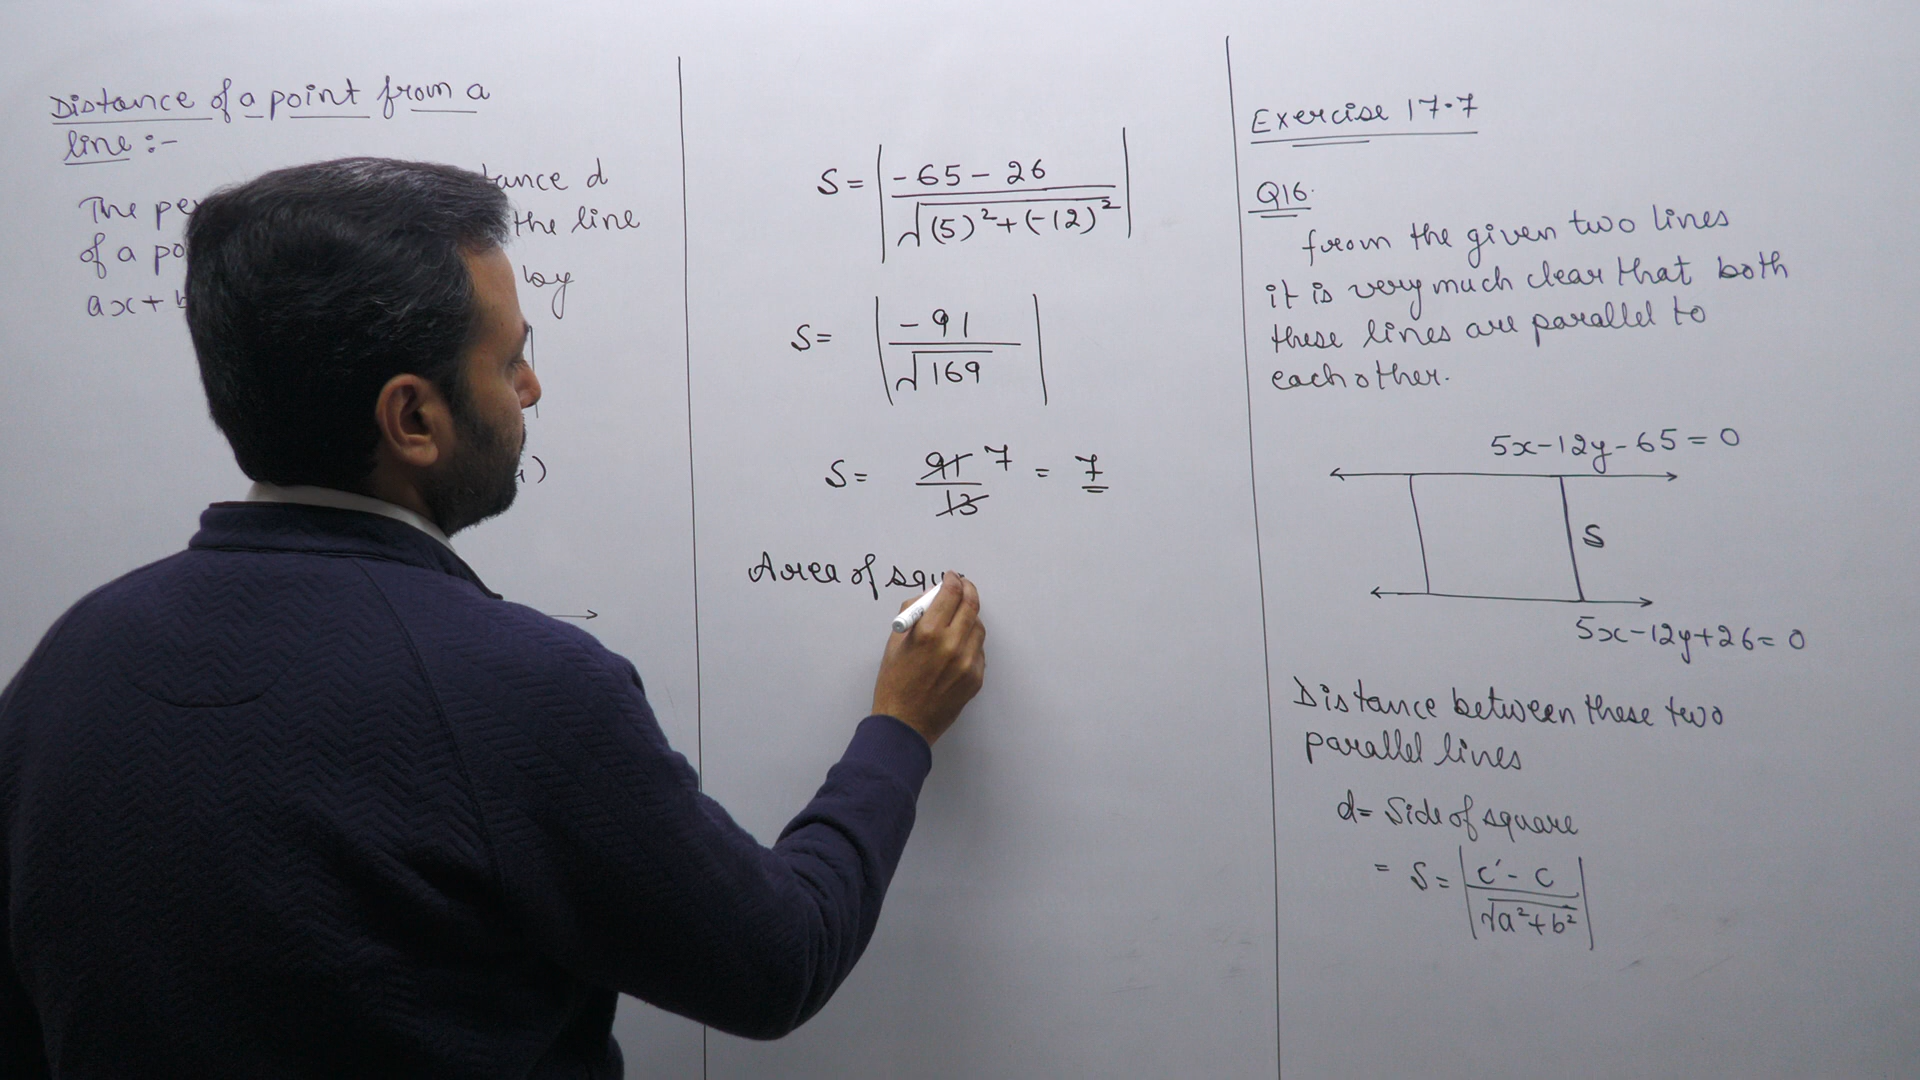 Distance of a point from a
line :-
The tance d
of a the line
ax + by
S = | -65 - 26 / √(5)² + (-12)² |
S = | -91 / √169 |
S = 91 / 13 7 = 7
Area of squ
Exercise 17.7
Q16.
from the given two lines
it is very much clear that both
these lines are parallel to
each other.
5x - 12y - 65 = 0
S
5x - 12y + 26 = 0
Distance between these two
parallel lines
d = Side of square
= S = | c' - c / √a² + b² |